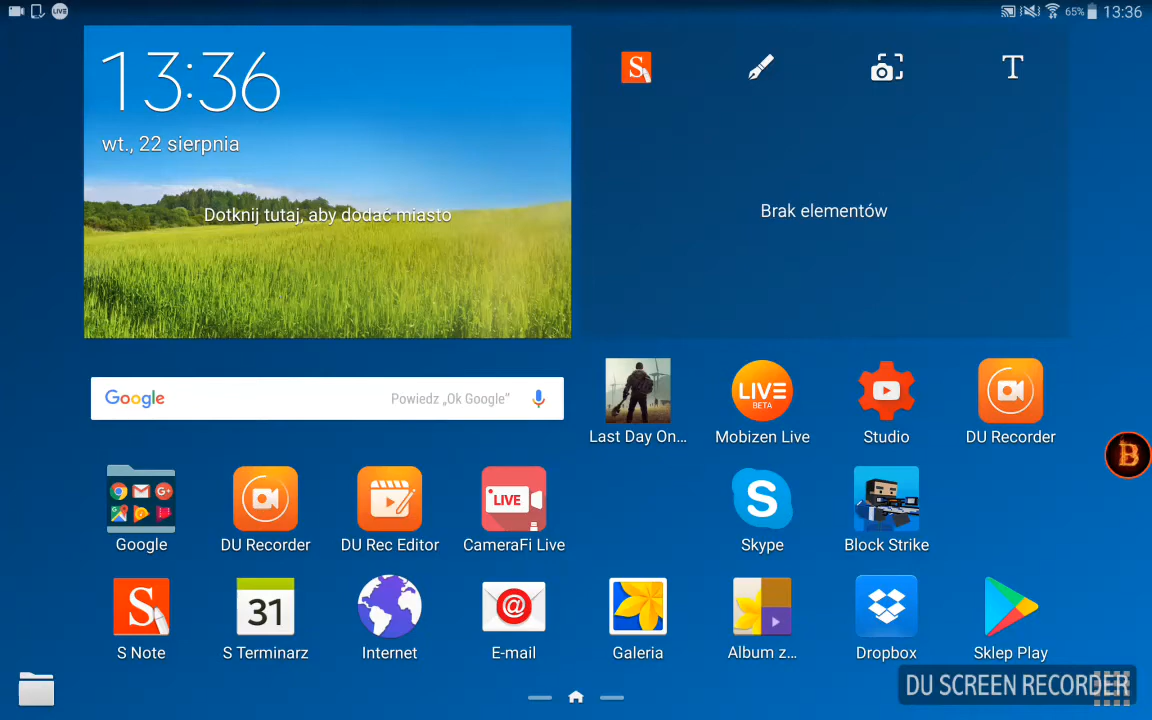 LIVE
65%
13:36
13:36
wt., 22 sierpnia
Dotknij tutaj, aby dodać miasto
S
T
Brak elementów
Google
Powiedz „Ok Google”
LIVE
BETA
Last Day On...
Mobizen Live
Studio
DU Recorder
B
LIVE
S
Google
DU Recorder
DU Rec Editor
CameraFi Live
Skype
Block Strike
S
31
@
S Note
S Terminarz
Internet
E-mail
Galeria
Album z...
Dropbox
Sklep Play
DU SCREEN RECORDER